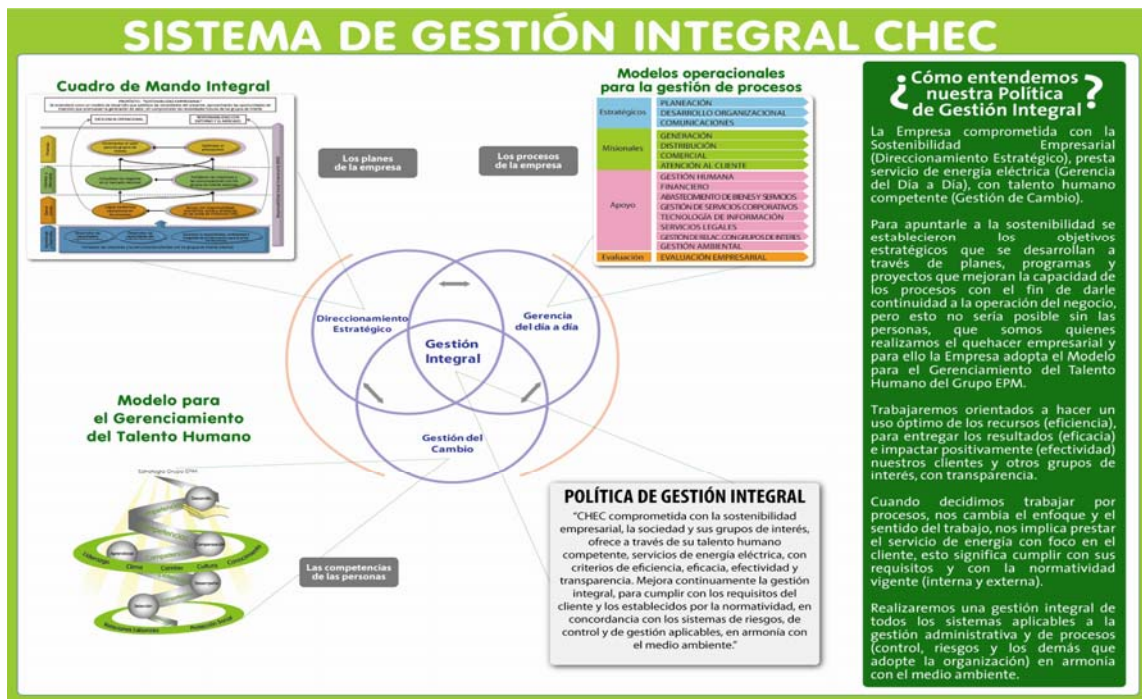 SISTEMA DE GESTIÓN INTEGRAL CHEC
Cuadro de Mando Integral
Los planes
de la empresa
Modelos operacionales
para la gestión de procesos
Estratégicos
PLANEACIÓN
DESARROLLO ORGANIZACIONAL
COMUNICACIONES
Misionales
GENERACIÓN
DISTRIBUCIÓN
COMERCIAL
ATENCIÓN AL CLIENTE
Apoyo
GESTIÓN HUMANA
FINANCIERO
ABASTECIMIENTO DE BIENES Y SERVICIOS
GESTIÓN DE SERVICIOS CORPORATIVOS
TECNOLOGÍA DE INFORMACIÓN
SERVICIOS LEGALES
GESTIÓN DE RELAC. CON GRUPOS DE INTERÉS
GESTIÓN AMBIENTAL
Evaluación
EVALUACIÓN EMPRESARIAL
Los procesos
de la empresa
Direccionamiento
Estratégico
Gerencia
del día a día
Gestión
Integral
Gestión del
Cambio
Modelo para
el Gerenciamiento
del Talento Humano
Estrategia Grupo EPM
Liderazgo
Clima
Cambio
Cultura
Conocimiento
Las competencias
de las personas
POLÍTICA DE GESTIÓN INTEGRAL
"CHEC comprometida con la sostenibilidad
empresarial, la sociedad y sus grupos de interés,
ofrece a través de su talento humano
competente, servicios de energía eléctrica, con
criterios de eficiencia, eficacia, efectividad y
transparencia. Mejora continuamente la gestión
integral, para cumplir con los requisitos del
cliente y los establecidos por la normatividad, en
concordancia con los sistemas de riesgos, de
control y de gestión aplicables, en armonía con
el medio ambiente."
¿Cómo entendemos
nuestra Política
de Gestión Integral?
La Empresa comprometida con la
Sostenibilidad Empresarial
(Direccionamiento Estratégico), presta
servicio de energía eléctrica (Gerencia
del Día a Día), con talento humano
competente (Gestión de Cambio).
Para apuntarle a la sostenibilidad se
establecieron los objetivos
estratégicos que se desarrollan a
través de planes, programas y
proyectos que mejoran la capacidad de
los procesos con el fin de darle
continuidad a la operación del negocio,
pero esto no sería posible sin las
personas, que somos quienes
realizamos el quehacer empresarial y
para ello la Empresa adopta el Modelo
para el Gerenciamiento del Talento
Humano del Grupo EPM.
Trabajaremos orientados a hacer un
uso óptimo de los recursos (eficiencia),
para entregar los resultados (eficacia)
e impactar positivamente (efectividad)
nuestros clientes y otros grupos de
interés, con transparencia.
Cuando decidimos trabajar por
procesos, nos cambia el enfoque y el
sentido del trabajo, nos implica prestar
el servicio de energía con foco en el
cliente, esto significa cumplir con sus
requisitos y con la normatividad
vigente (interna y externa).
Realizaremos una gestión integral de
todos los sistemas aplicables a la
gestión administrativa y de procesos
(control, riesgos y los demás que
adopte la organización) en armonía
con el medio ambiente.